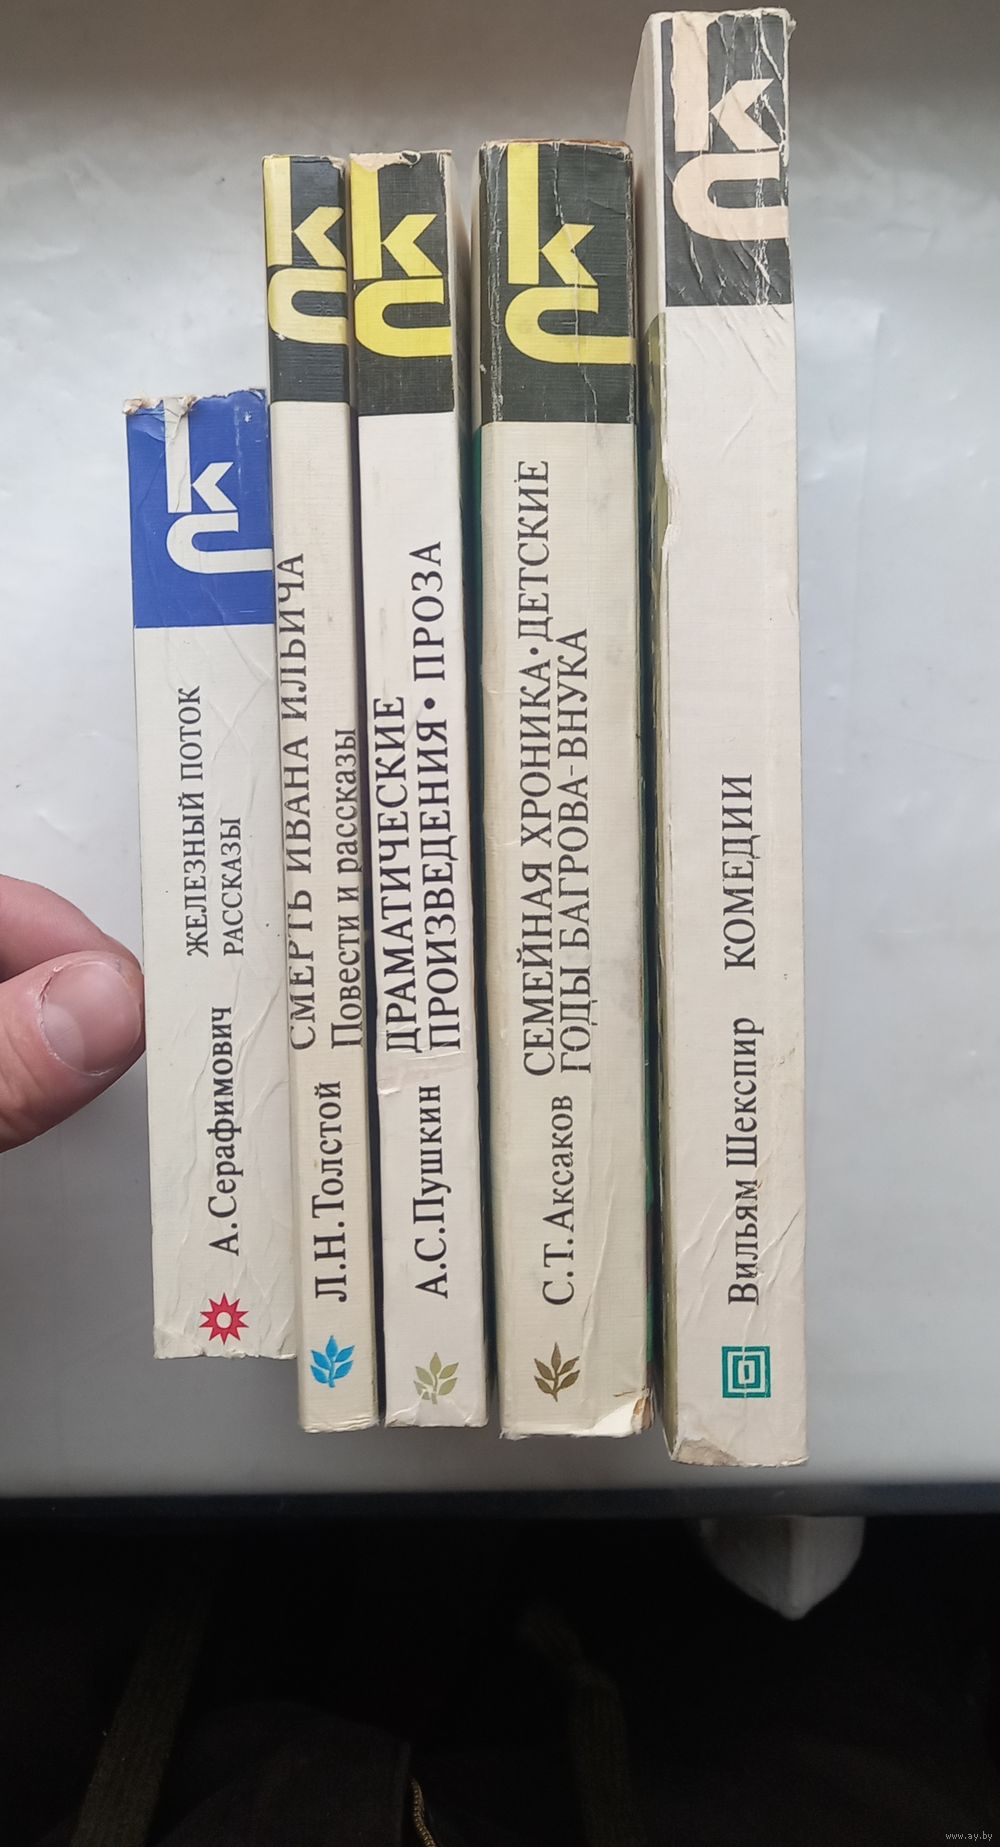 КС
А.Серафимович
ЖЕЛЕЗНЫЙ ПОТОК
РАССКАЗЫ
КС
Л.Н.Толстой
СМЕРТЬ ИВАНА ИЛЬИЧА
Повести и рассказы
КС
А.С.Пушкин
ДРАМАТИЧЕСКИЕ
ПРОИЗВЕДЕНИЯ • ПРОЗА
КС
С.Т.Аксаков
СЕМЕЙНАЯ ХРОНИКА • ДЕТСКИЕ
ГОДЫ БАГРОВА-ВНУКА
КС
Вильям Шекспир
КОМЕДИИ
www.ay.by